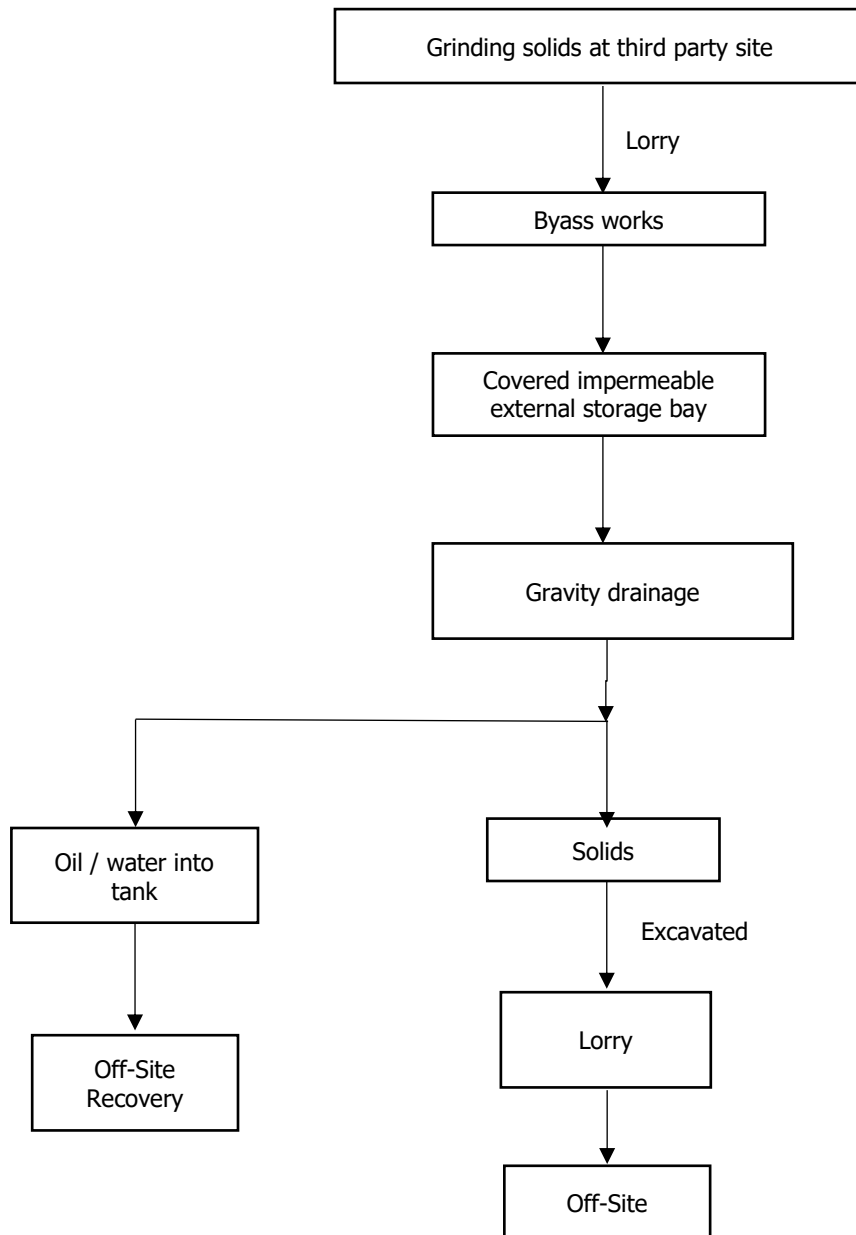 Grinding solids at third party site
Lorry
Byass works
Covered impermeable
external storage bay
Gravity drainage
Oil / water into
tank
Solids
Excavated
Off-Site
Recovery
Lorry
Off-Site